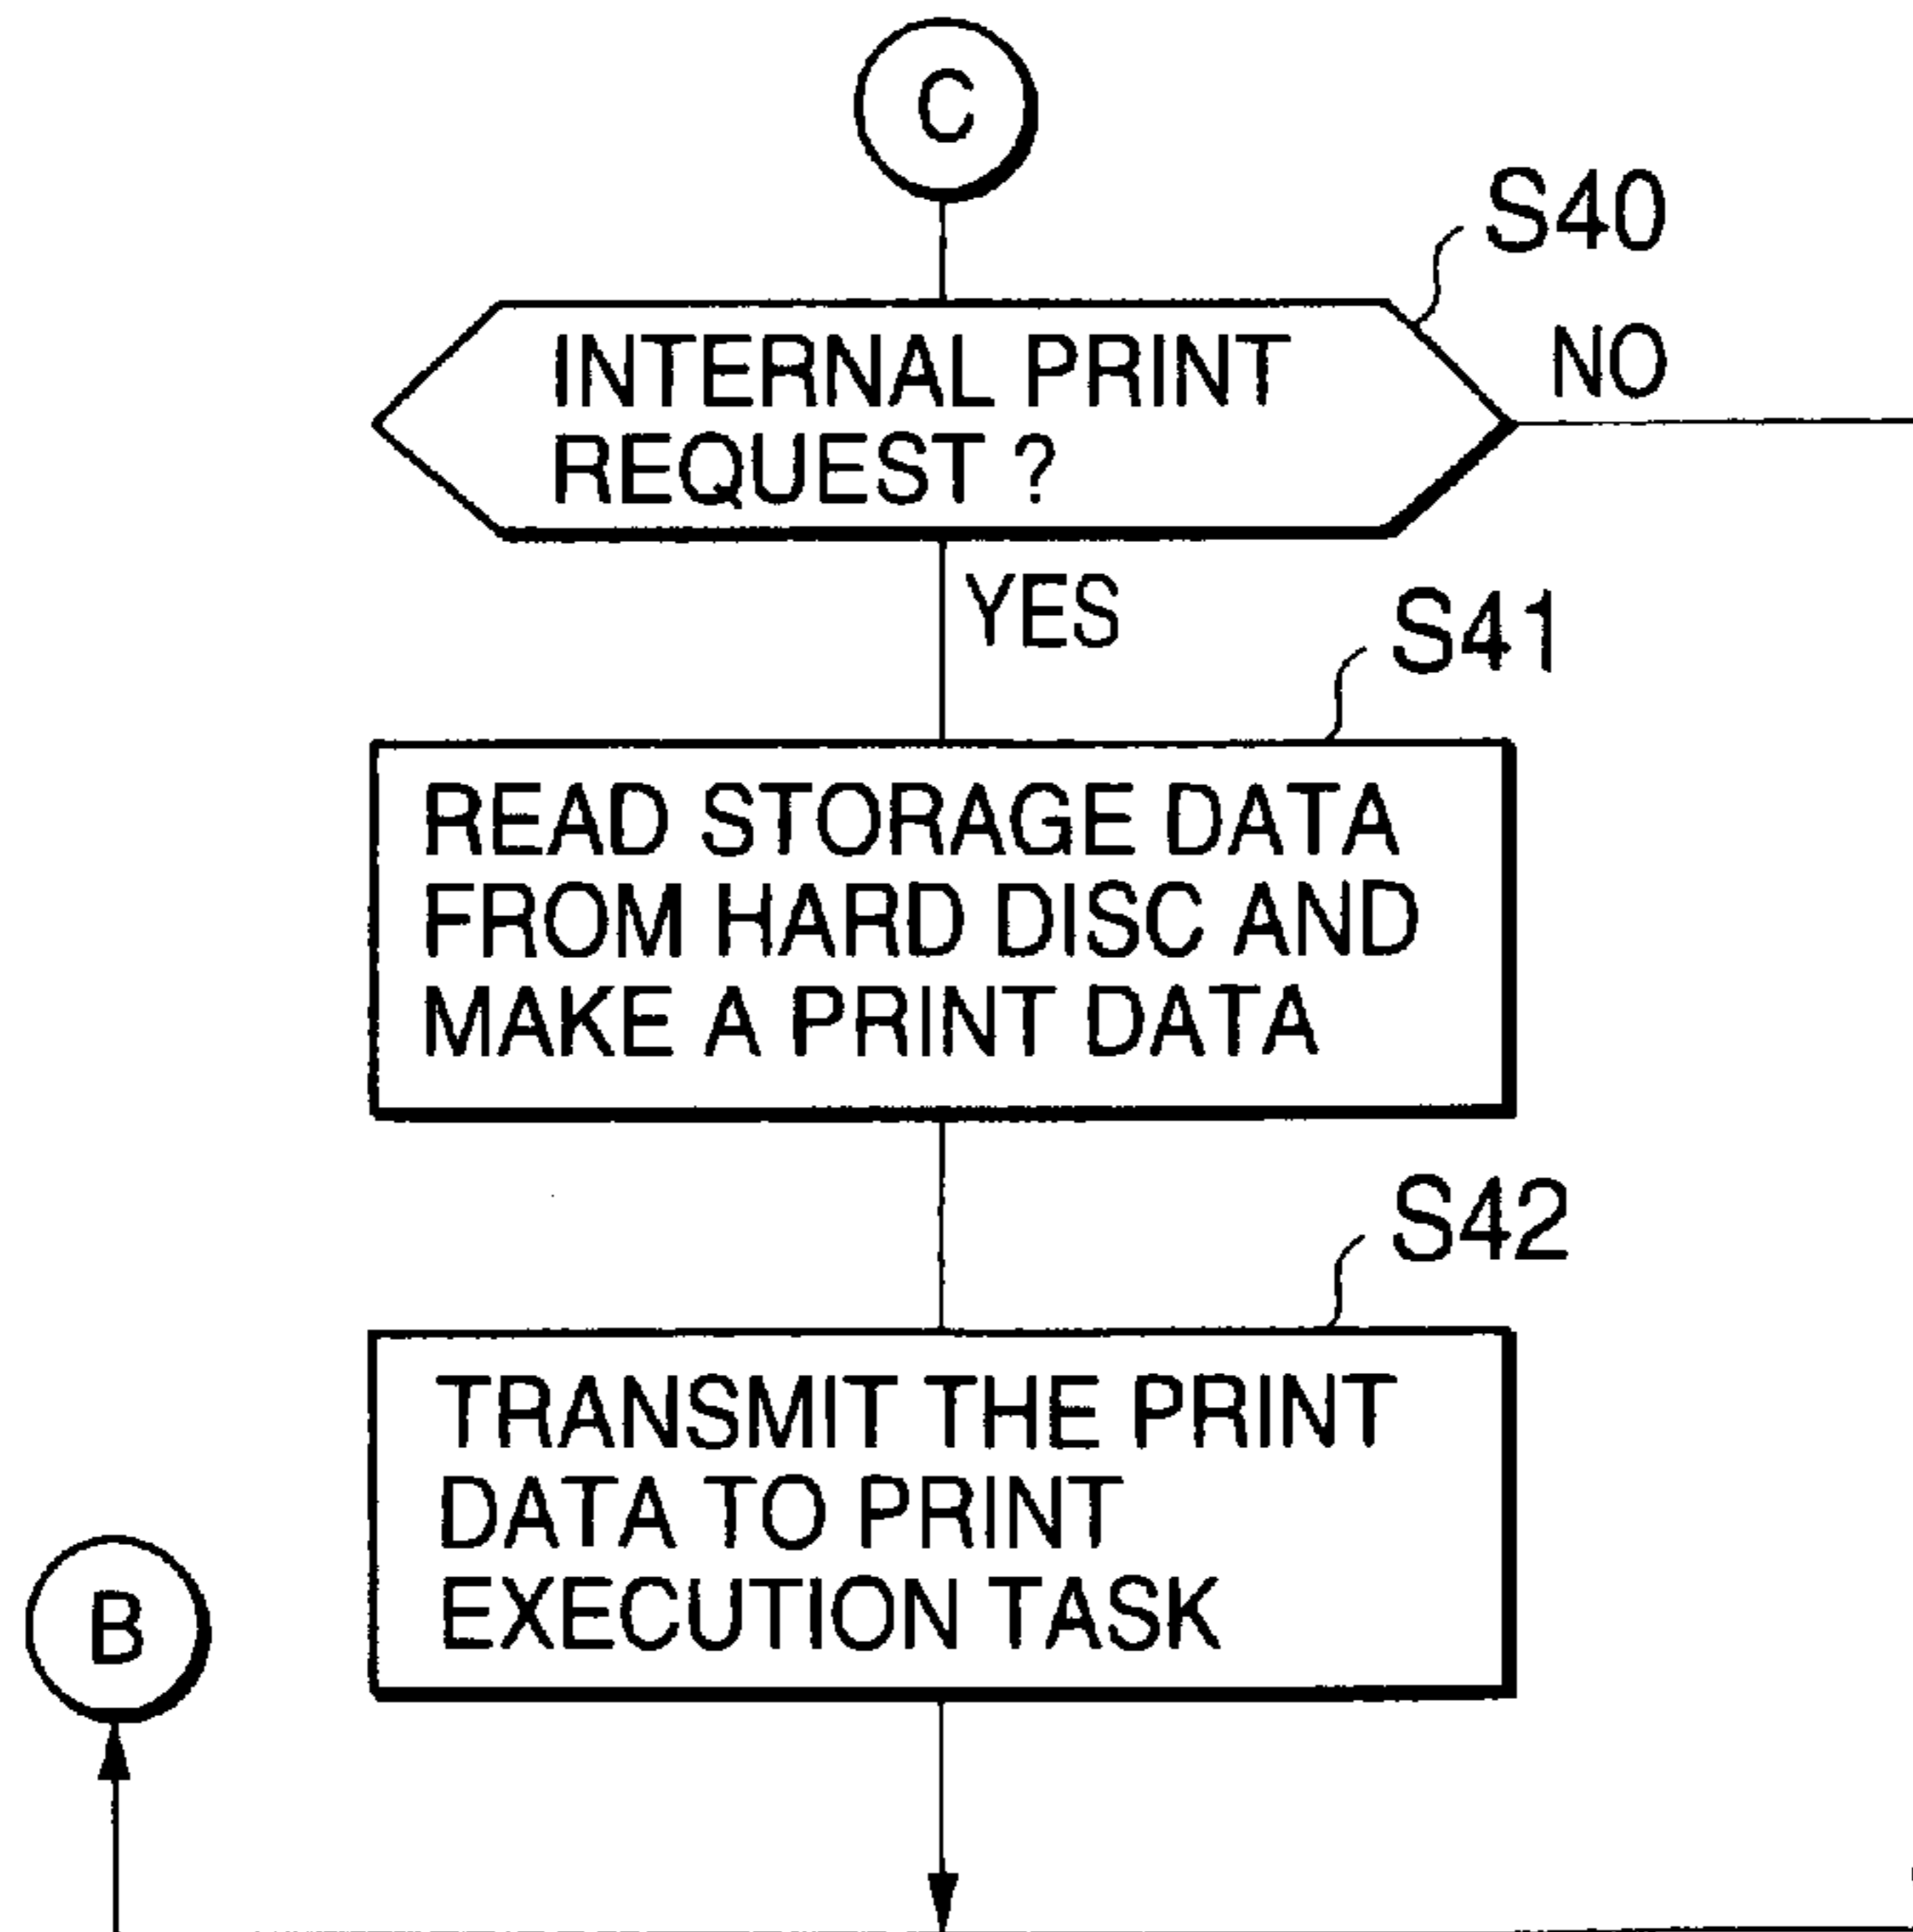 C
S40
INTERNAL PRINT
REQUEST ?
NO
YES
S41
READ STORAGE DATA
FROM HARD DISC AND
MAKE A PRINT DATA
S42
TRANSMIT THE PRINT
DATA TO PRINT
EXECUTION TASK
B